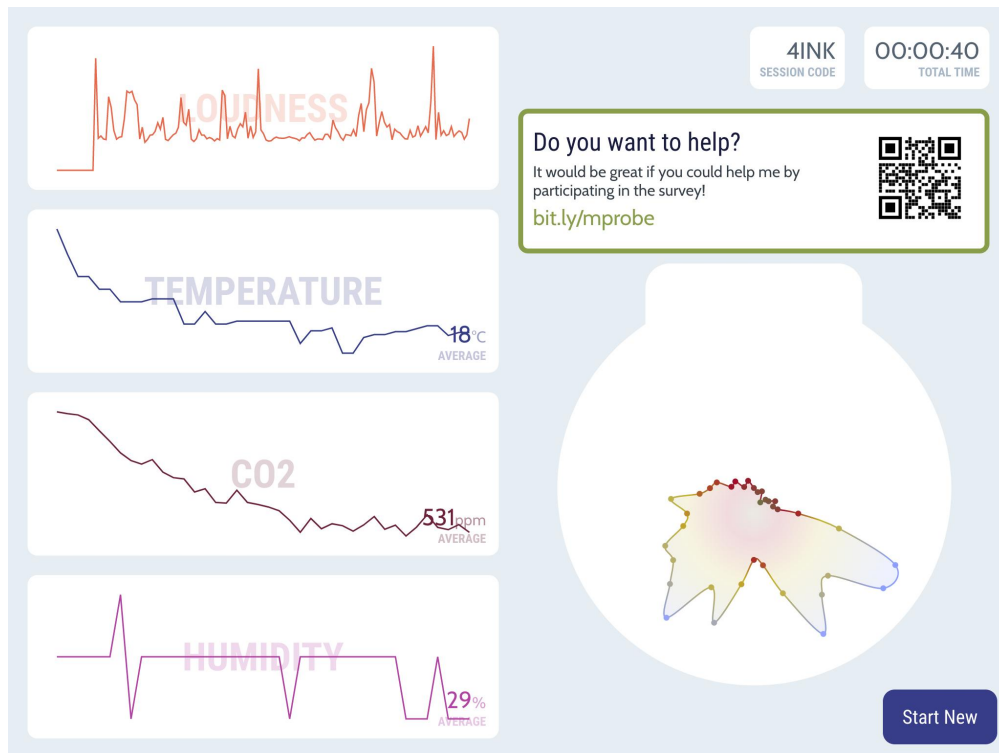 LOUDNESS
TEMPERATURE
18°C
AVERAGE
CO2
531ppm
AVERAGE
HUMIDITY
29%
AVERAGE
4INK
SESSION CODE
00:00:40
TOTAL TIME
Do you want to help?
It would be great if you could help me by
participating in the survey!
bit.ly/mprobe
Start New